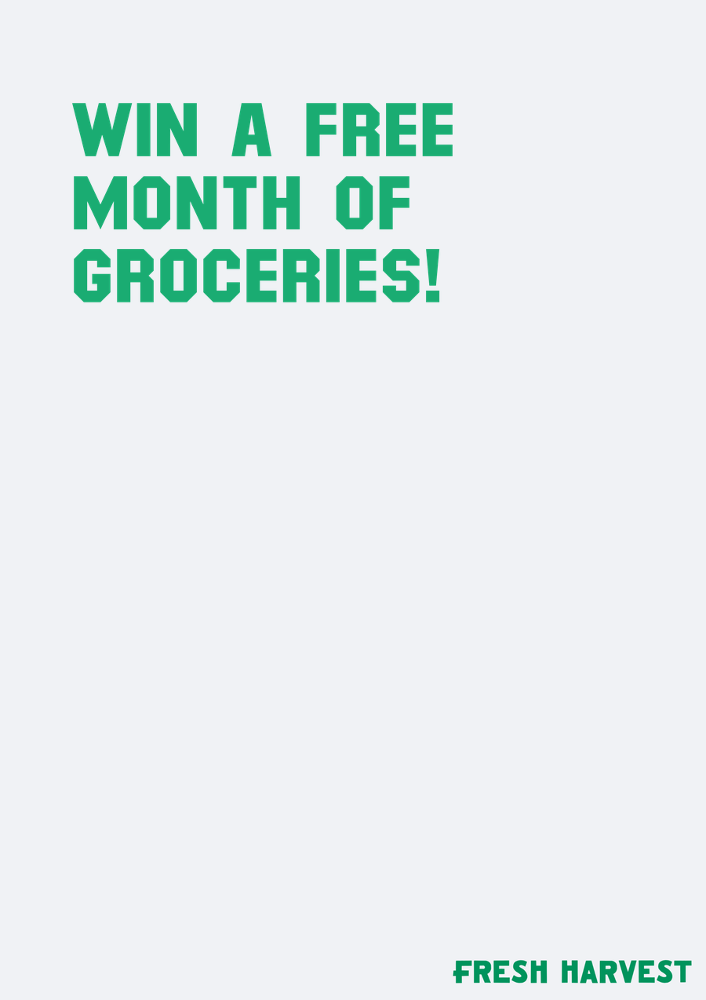 WIN A FREE
MONTH OF
GROCERIES!
FRESH HARVEST